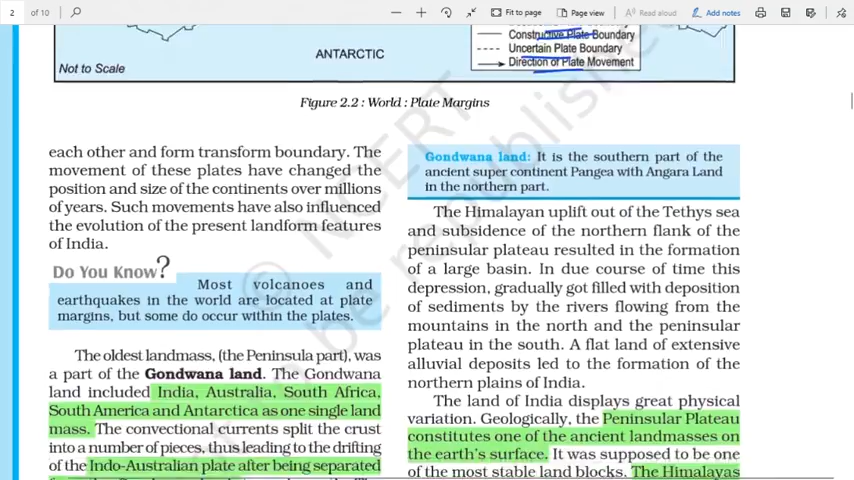 2 of 10
Fit to page
Page view
Read aloud
Add notes
ANTARCTIC
Not to Scale
Constructive Plate Boundary
Uncertain Plate Boundary
Direction of Plate Movement
Figure 2.2 : World : Plate Margins
each other and form transform boundary. The
movement of these plates have changed the
position and size of the continents over millions
of years. Such movements have also influenced
the evolution of the present landform features
of India.
Do You Know?
Most volcanoes and
earthquakes in the world are located at plate
margins, but some do occur within the plates.
The oldest landmass, (the Peninsula part), was
a part of the Gondwana land. The Gondwana
land included India, Australia, South Africa,
South America and Antarctica as one single land
mass. The convectional currents split the crust
into a number of pieces, thus leading to the drifting
of the Indo-Australian plate after being separated
Gondwana land: It is the southern part of the
ancient super continent Pangea with Angara Land
in the northern part.
The Himalayan uplift out of the Tethys sea
and subsidence of the northern flank of the
peninsular plateau resulted in the formation
of a large basin. In due course of time this
depression, gradually got filled with deposition
of sediments by the rivers flowing from the
mountains in the north and the peninsular
plateau in the south. A flat land of extensive
alluvial deposits led to the formation of the
northern plains of India.
The land of India displays great physical
variation. Geologically, the Peninsular Plateau
constitutes one of the ancient landmasses on
the earth's surface. It was supposed to be one
of the most stable land blocks. The Himalayas
© NCERT
be republished